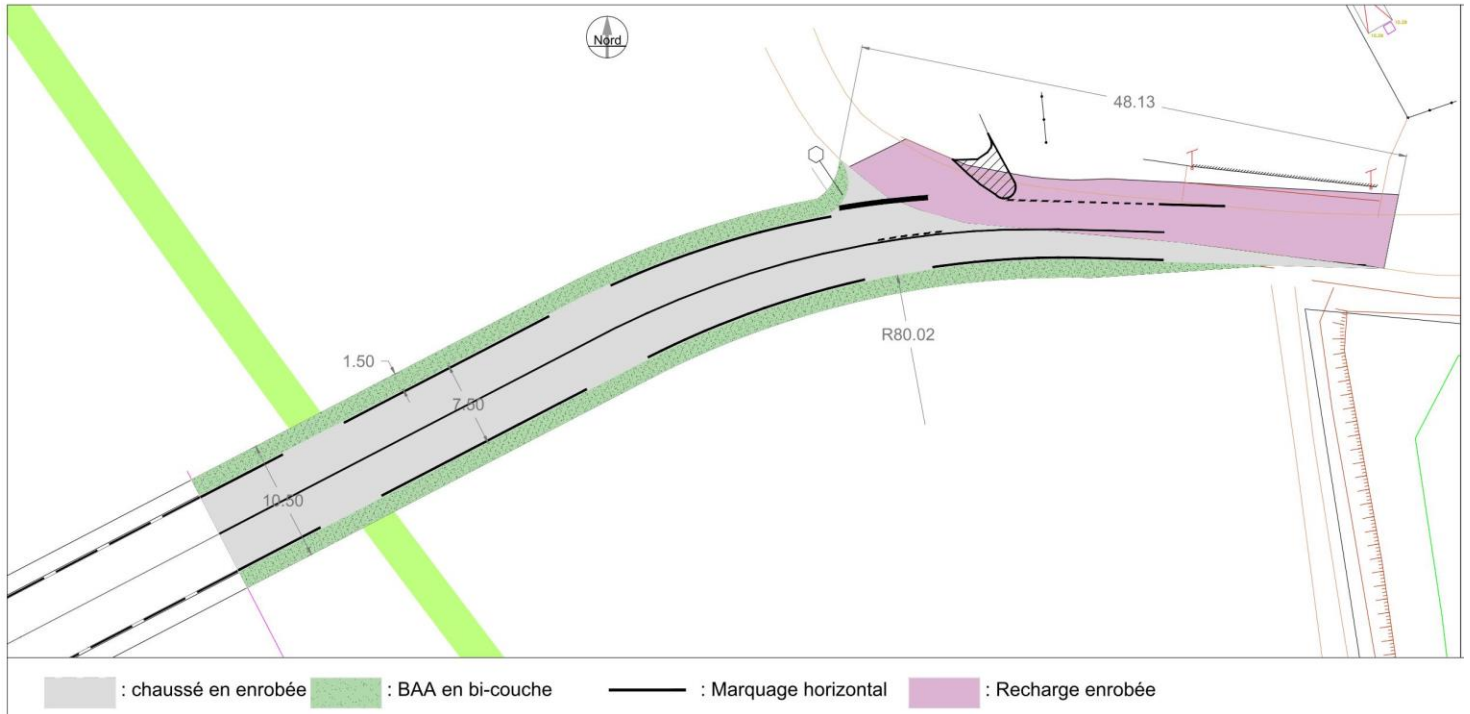 Nord
48.13
R80.02
1.50
7.50
10.50
: chaussé en enrobée : BAA en bi-couche : Marquage horizontal : Recharge enrobée